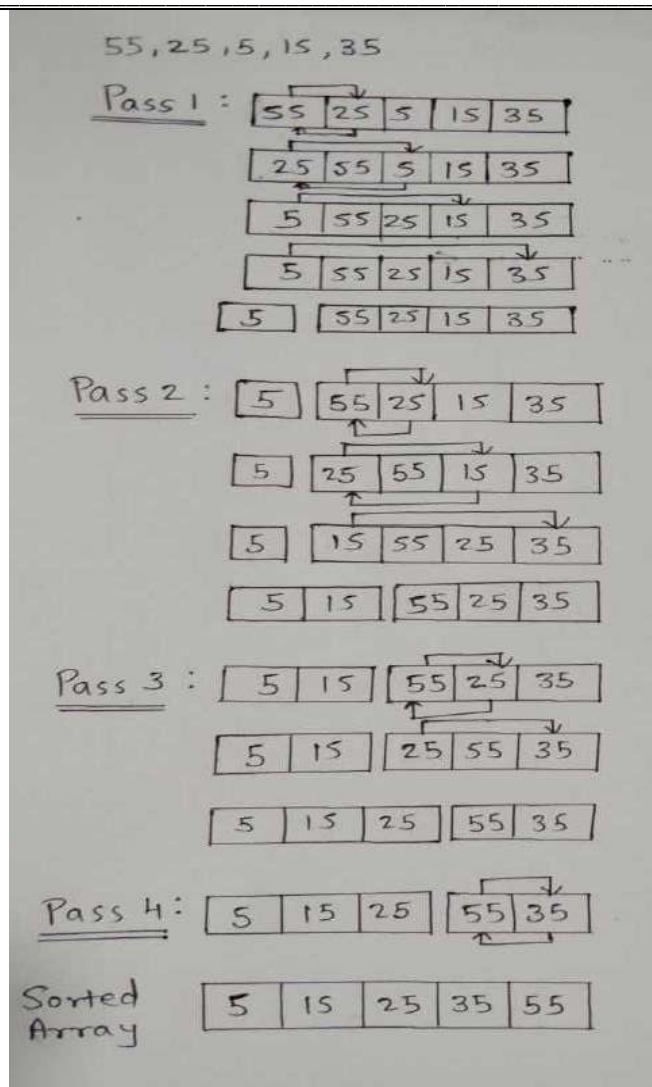 55, 25, 5, 15, 35
Pass 1 : 55 25 5 15 35
25 55 5 15 35
5 55 25 15 35
5 55 25 15 35
5 55 25 15 35
Pass 2 : 5 55 25 15 35
5 25 55 15 35
5 15 55 25 35
5 15 55 25 35
Pass 3 : 5 15 55 25 35
5 15 25 55 35
5 15 25 55 35
Pass 4 : 5 15 25 55 35
Sorted Array 5 15 25 35 55